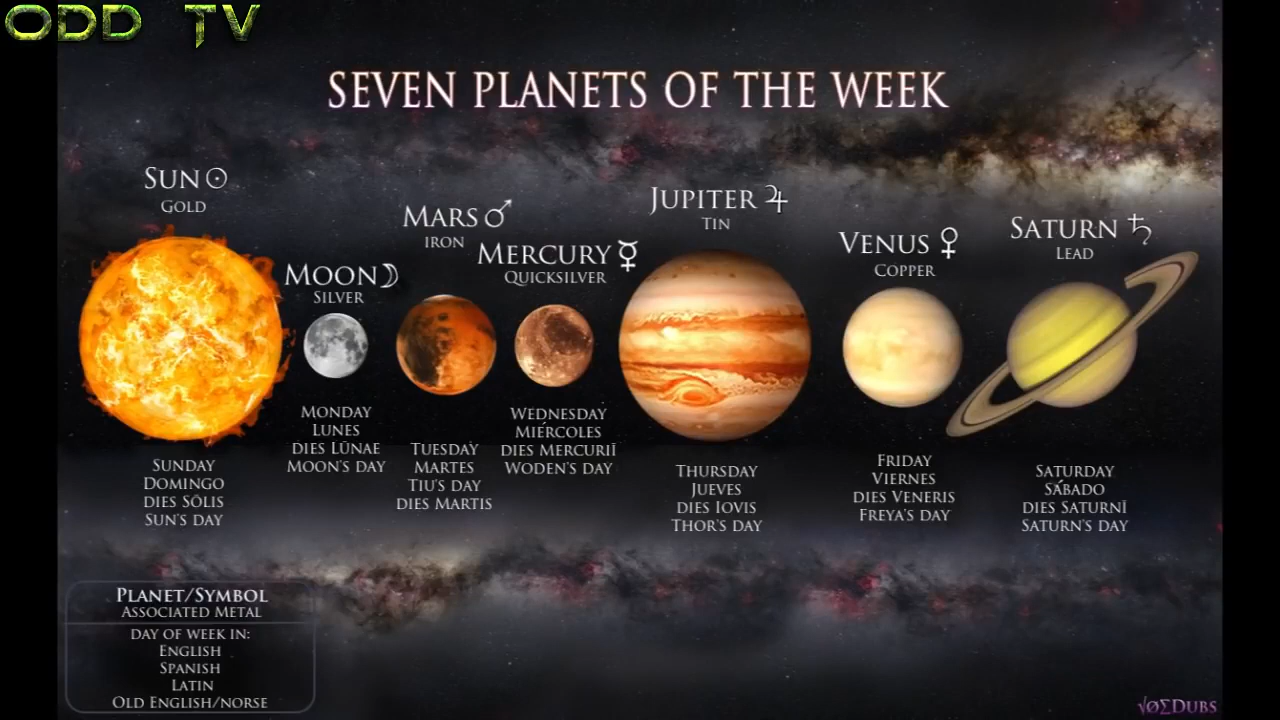 ODD TV
SEVEN PLANETS OF THE WEEK
SUN ☉
GOLD
MOON ☽
SILVER
MARS ♂
IRON
MERCURY ☿
QUICKSILVER
JUPITER ♃
TIN
VENUS ♀
COPPER
SATURN ♄
LEAD
SUNDAY
DOMINGO
DIES SŌLIS
SUN'S DAY
MONDAY
LUNES
DIES LŪNAE
MOON'S DAY
TUESDAY
MARTES
TIU'S DAY
DIES MARTIS
WEDNESDAY
MIÉRCOLES
DIES MERCURIĪ
WODEN'S DAY
THURSDAY
JUEVES
DIES IOVIS
THOR'S DAY
FRIDAY
VIERNES
DIES VENERIS
FREYA'S DAY
SATURDAY
SÁBADO
DIES SATURNĪ
SATURN'S DAY
PLANET/SYMBOL
ASSOCIATED METAL
DAY OF WEEK IN:
ENGLISH
SPANISH
LATIN
OLD ENGLISH/NORSE
√ØΣDUBS